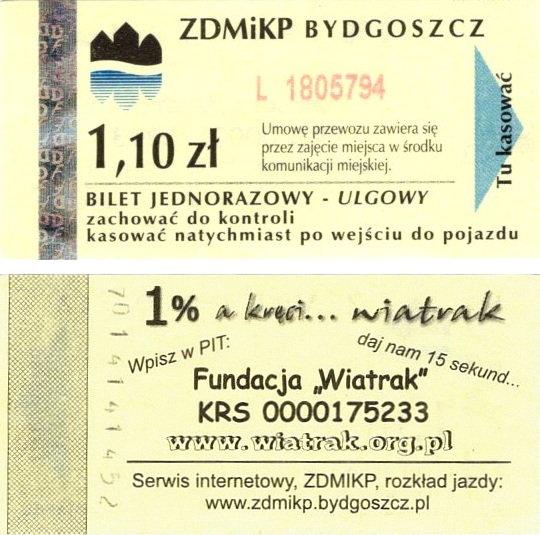 ZDMiKP BYDGOSZCZ
L 1805794
1,10 zł
Umowę przewozu zawiera się
przez zajęcie miejsca w środku
komunikacji miejskiej.
Tu kasować
BILET JEDNORAZOWY - ULGOWY
zachować do kontroli
kasować natychmiast po wejściu do pojazdu
1% a kręci... wiatrak
Wpisz w PIT:
daj nam 15 sekund...
Fundacja „Wiatrak"
KRS 0000175233
www.wiatrak.org.pl
Serwis internetowy, ZDMIKP, rozkład jazdy:
www.zdmikp.bydgoszcz.pl